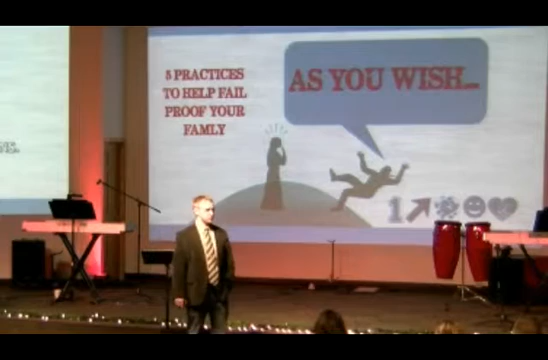 5 PRACTICES
TO HELP FAIL
PROOF YOUR
FAMLY
AS YOU WISH...
1